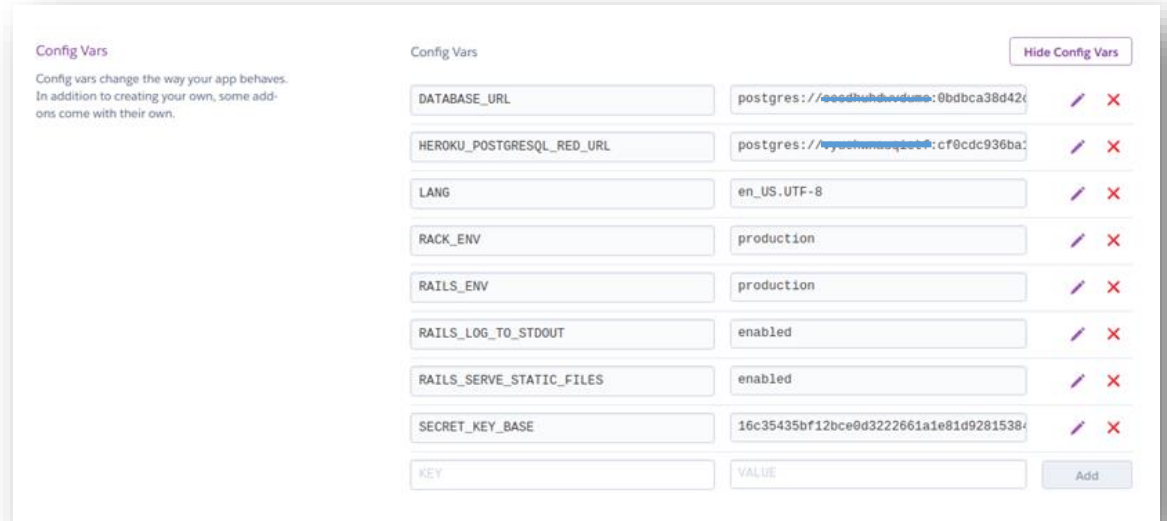 Config Vars
Config vars change the way your app behaves.
In addition to creating your own, some add-
ons come with their own.
Config Vars
Hide Config Vars
DATABASE_URL postgres:// :0bdbca38d42
HEROKU_POSTGRESQL_RED_URL postgres:// :cf0cdc936ba
LANG en_US.UTF-8
RACK_ENV production
RAILS_ENV production
RAILS_LOG_TO_STDOUT enabled
RAILS_SERVE_STATIC_FILES enabled
SECRET_KEY_BASE 16c35435bf12bce0d3222661a1e81d92815384
KEY VALUE Add